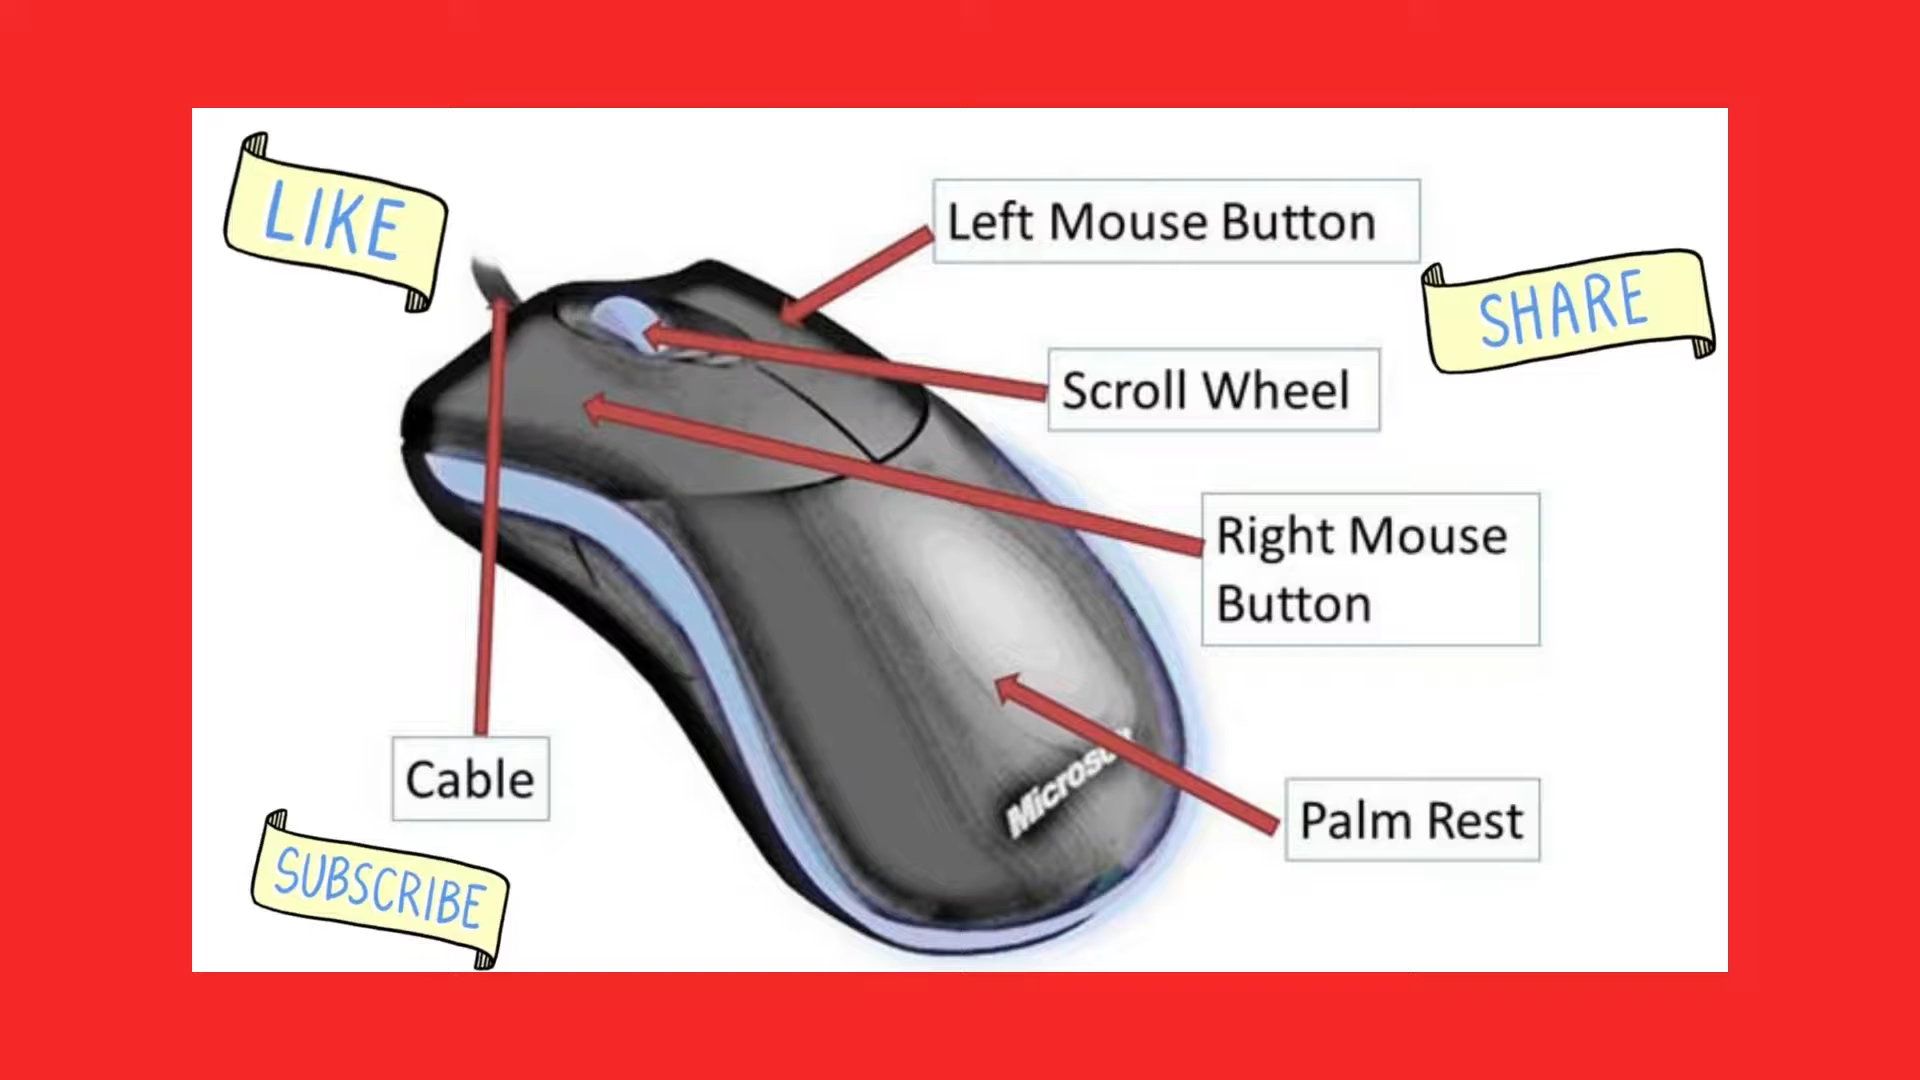 LIKE
Left Mouse Button
SHARE
Scroll Wheel
Right Mouse
Button
Cable
Palm Rest
SUBSCRIBE